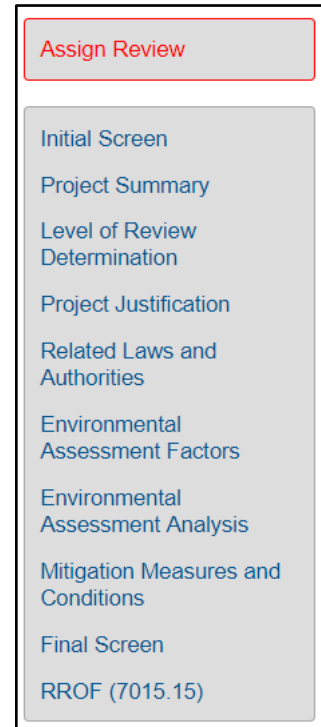 Assign Review
Initial Screen
Project Summary
Level of Review
Determination
Project Justification
Related Laws and
Authorities
Environmental
Assessment Factors
Environmental
Assessment Analysis
Mitigation Measures and
Conditions
Final Screen
RROF (7015.15)